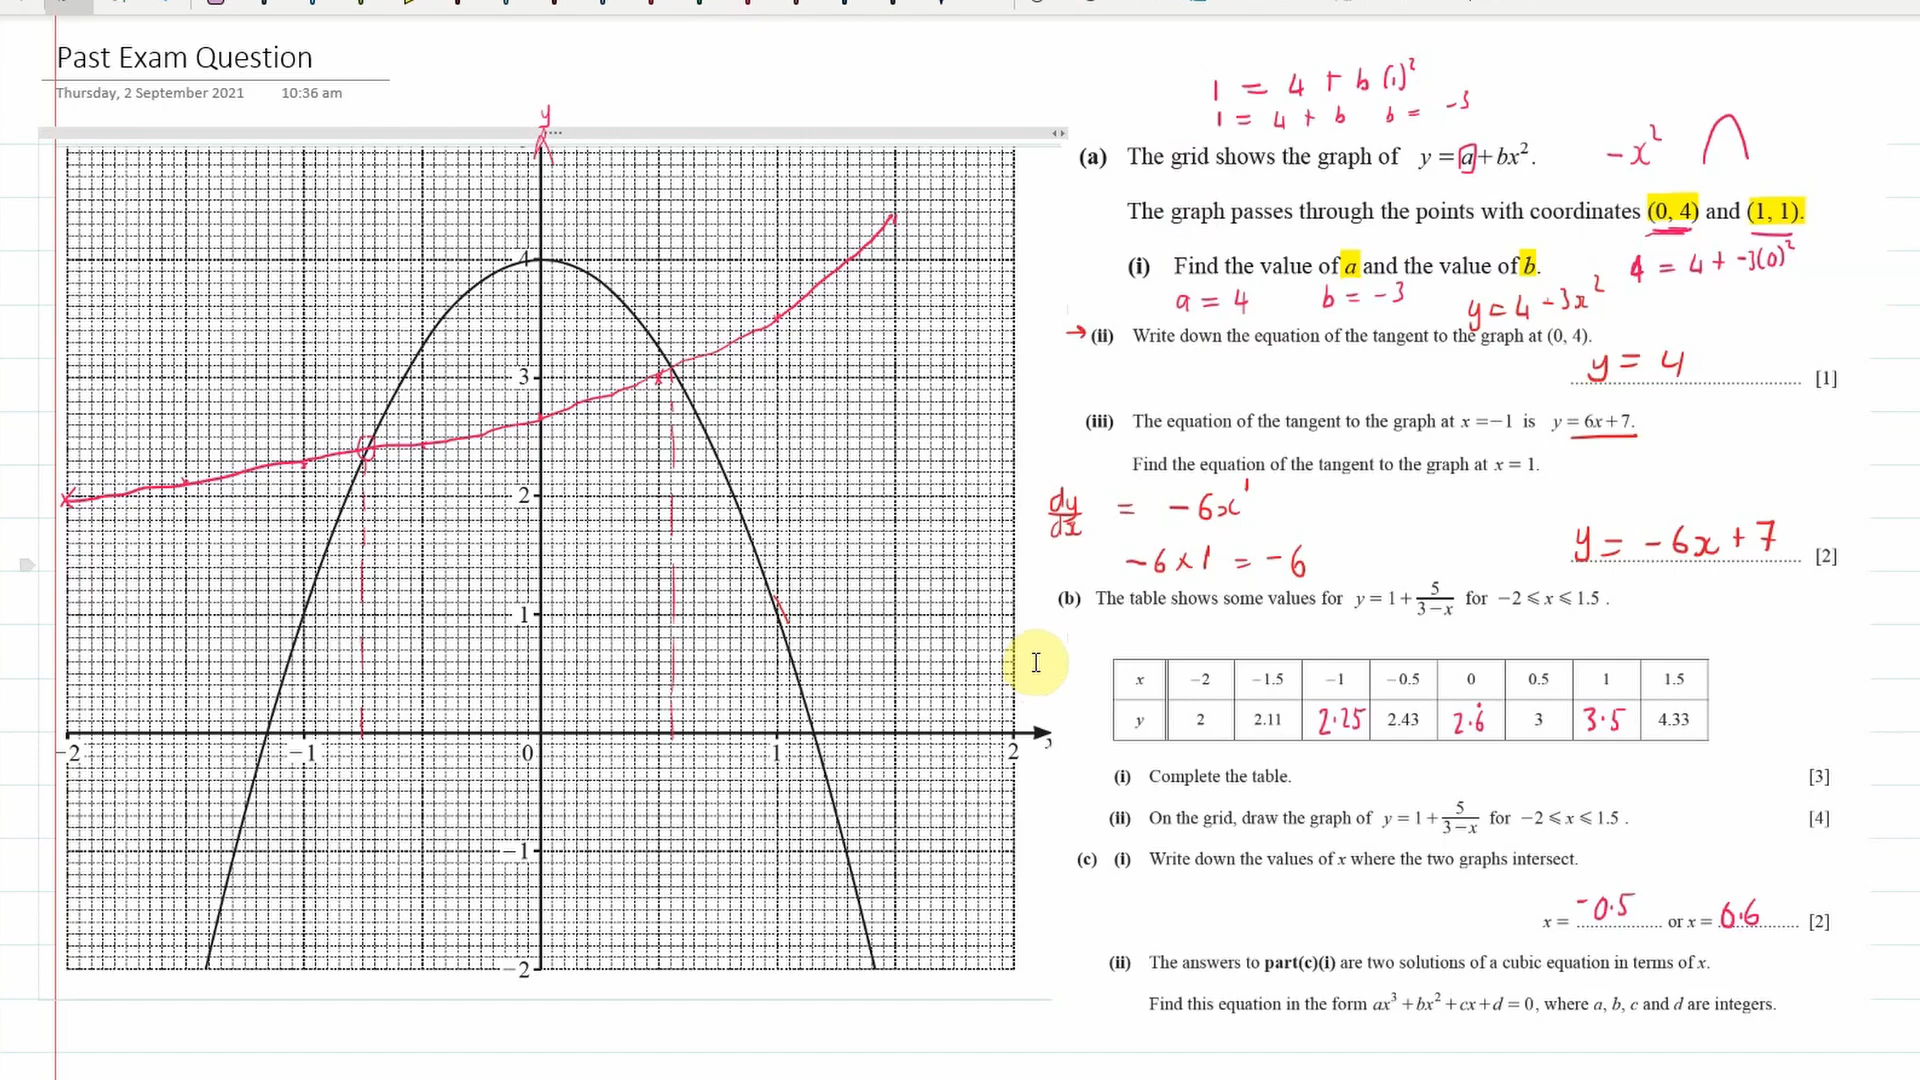 Past Exam Question
Thursday, 2 September 2021 10:36 am
y
4
3
2
1
-2 -1 0 1 2
-1
-2
1 = 4 + b (1)²
1 = 4 + b b = -3
(a) The grid shows the graph of y = a + bx².
-x²
The graph passes through the points with coordinates (0, 4) and (1, 1).
(i) Find the value of a and the value of b.
4 = 4 + -3(0)²
a = 4 b = -3 y = 4 - 3x²
→ (ii) Write down the equation of the tangent to the graph at (0, 4).
y = 4 [1]
(iii) The equation of the tangent to the graph at x = -1 is y = 6x + 7.
Find the equation of the tangent to the graph at x = 1.
dy/dx = -6x¹
-6 × 1 = -6
y = -6x + 7 [2]
(b) The table shows some values for y = 1 + 5/(3-x) for -2 ⩽ x ⩽ 1.5 .
x -2 -1.5 -1 -0.5 0 0.5 1 1.5
y 2 2.11 2.25 2.43 2.6̇ 3 3.5 4.33
(i) Complete the table. [3]
(ii) On the grid, draw the graph of y = 1 + 5/(3-x) for -2 ⩽ x ⩽ 1.5 . [4]
(c) (i) Write down the values of x where the two graphs intersect.
x = -0.5 or x = 0.6 [2]
(ii) The answers to part(c)(i) are two solutions of a cubic equation in terms of x.
Find this equation in the form ax³ + bx² + cx + d = 0, where a, b, c and d are integers.